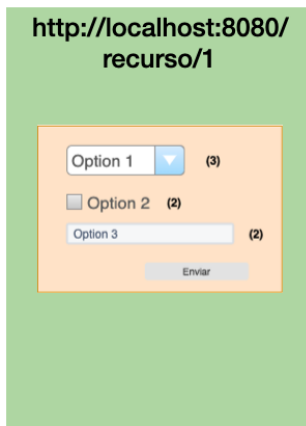 http://localhost:8080/
recurso/1
Option 1 (3)
Option 2 (2)
Option 3 (2)
Enviar